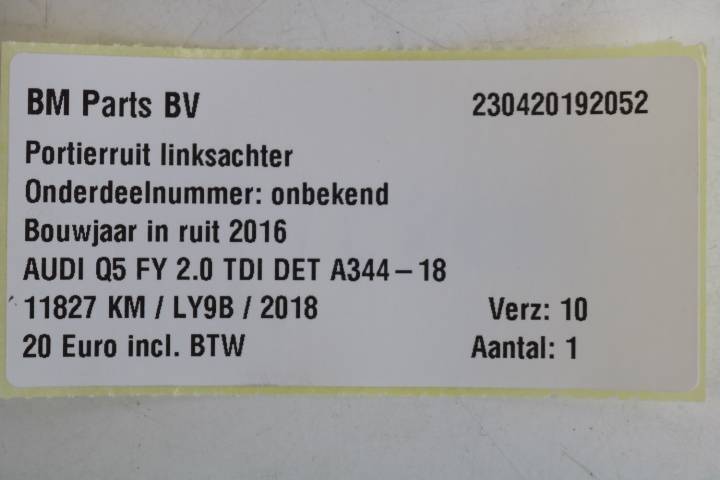 BM Parts BV 230420192052
Portierruit linksachter
Onderdeelnummer: onbekend
Bouwjaar in ruit 2016
AUDI Q5 FY 2.0 TDI DET A344-18
11827 KM / LY9B / 2018 Verz: 10
20 Euro incl. BTW Aantal: 1